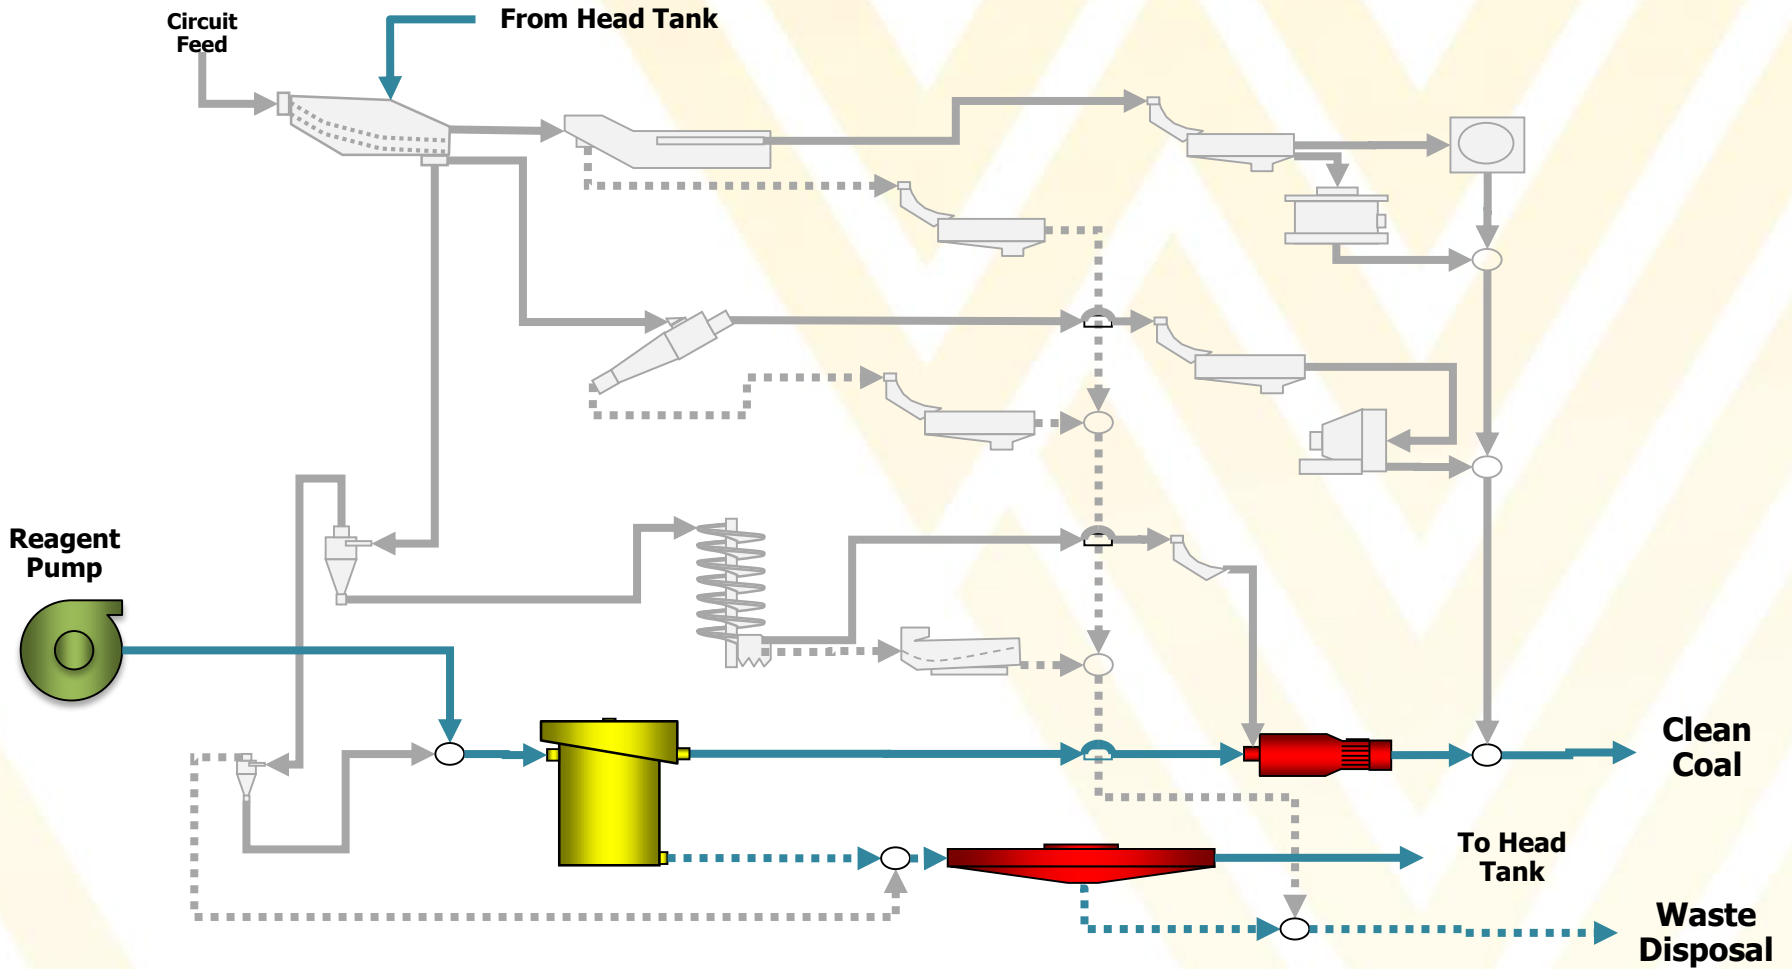 Circuit
Feed
From Head Tank
Reagent
Pump
Clean
Coal
To Head
Tank
Waste
Disposal